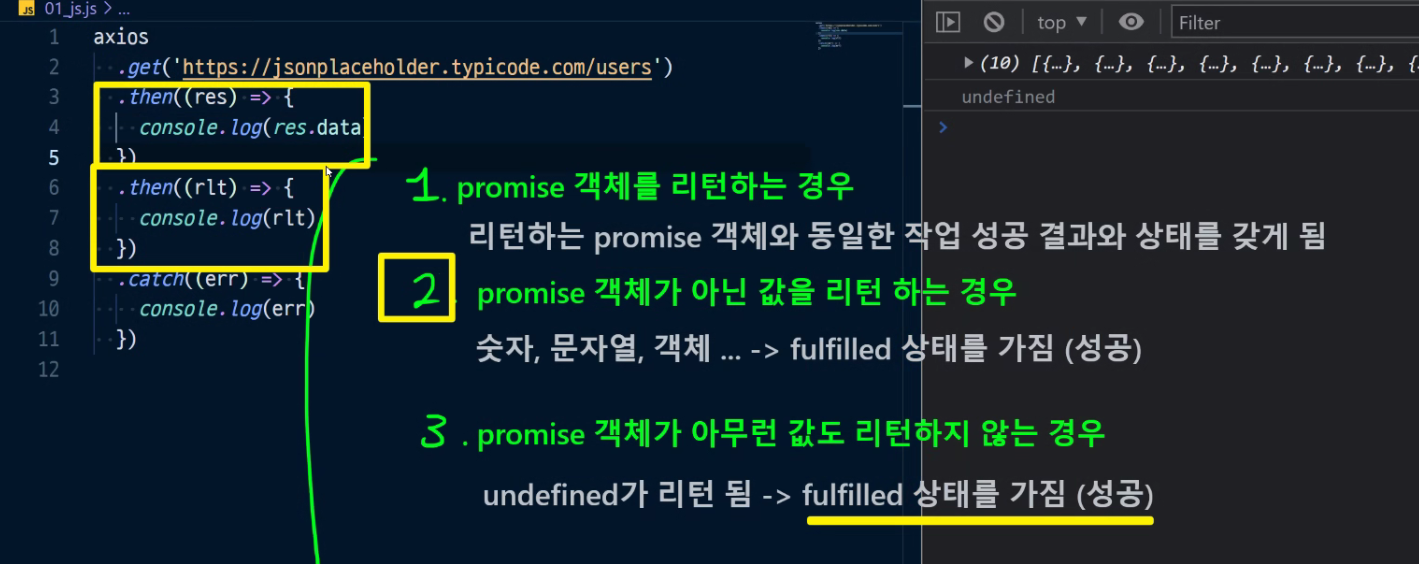 JS 01_js.js > ...
1 axios
2 .get('https://jsonplaceholder.typicode.com/users')
3 .then((res) => {
4 console.log(res.data
5 })
6 .then((rlt) => {
7 console.log(rlt)
8 })
9 .catch((err) => {
10 console.log(err)
11 })
12
1. promise 객체를 리턴하는 경우
리턴하는 promise 객체와 동일한 작업 성공 결과와 상태를 갖게 됨
2. promise 객체가 아닌 값을 리턴 하는 경우
숫자, 문자열, 객체 ... -> fulfilled 상태를 가짐 (성공)
3. promise 객체가 아무런 값도 리턴하지 않는 경우
undefined가 리턴 됨 -> fulfilled 상태를 가짐 (성공)
top ▼ Filter
▶(10) [{…}, {…}, {…}, {…}, {…}, {…}, {…}, {
undefined
>